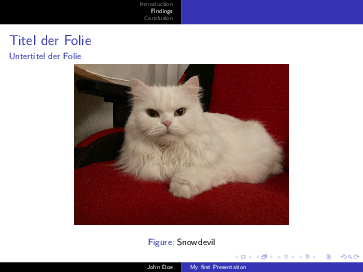 Introduction
Findings
Conclusion
Titel der Folie
Untertitel der Folie
Figure: Snowdevil
John Doe
My first Presentation